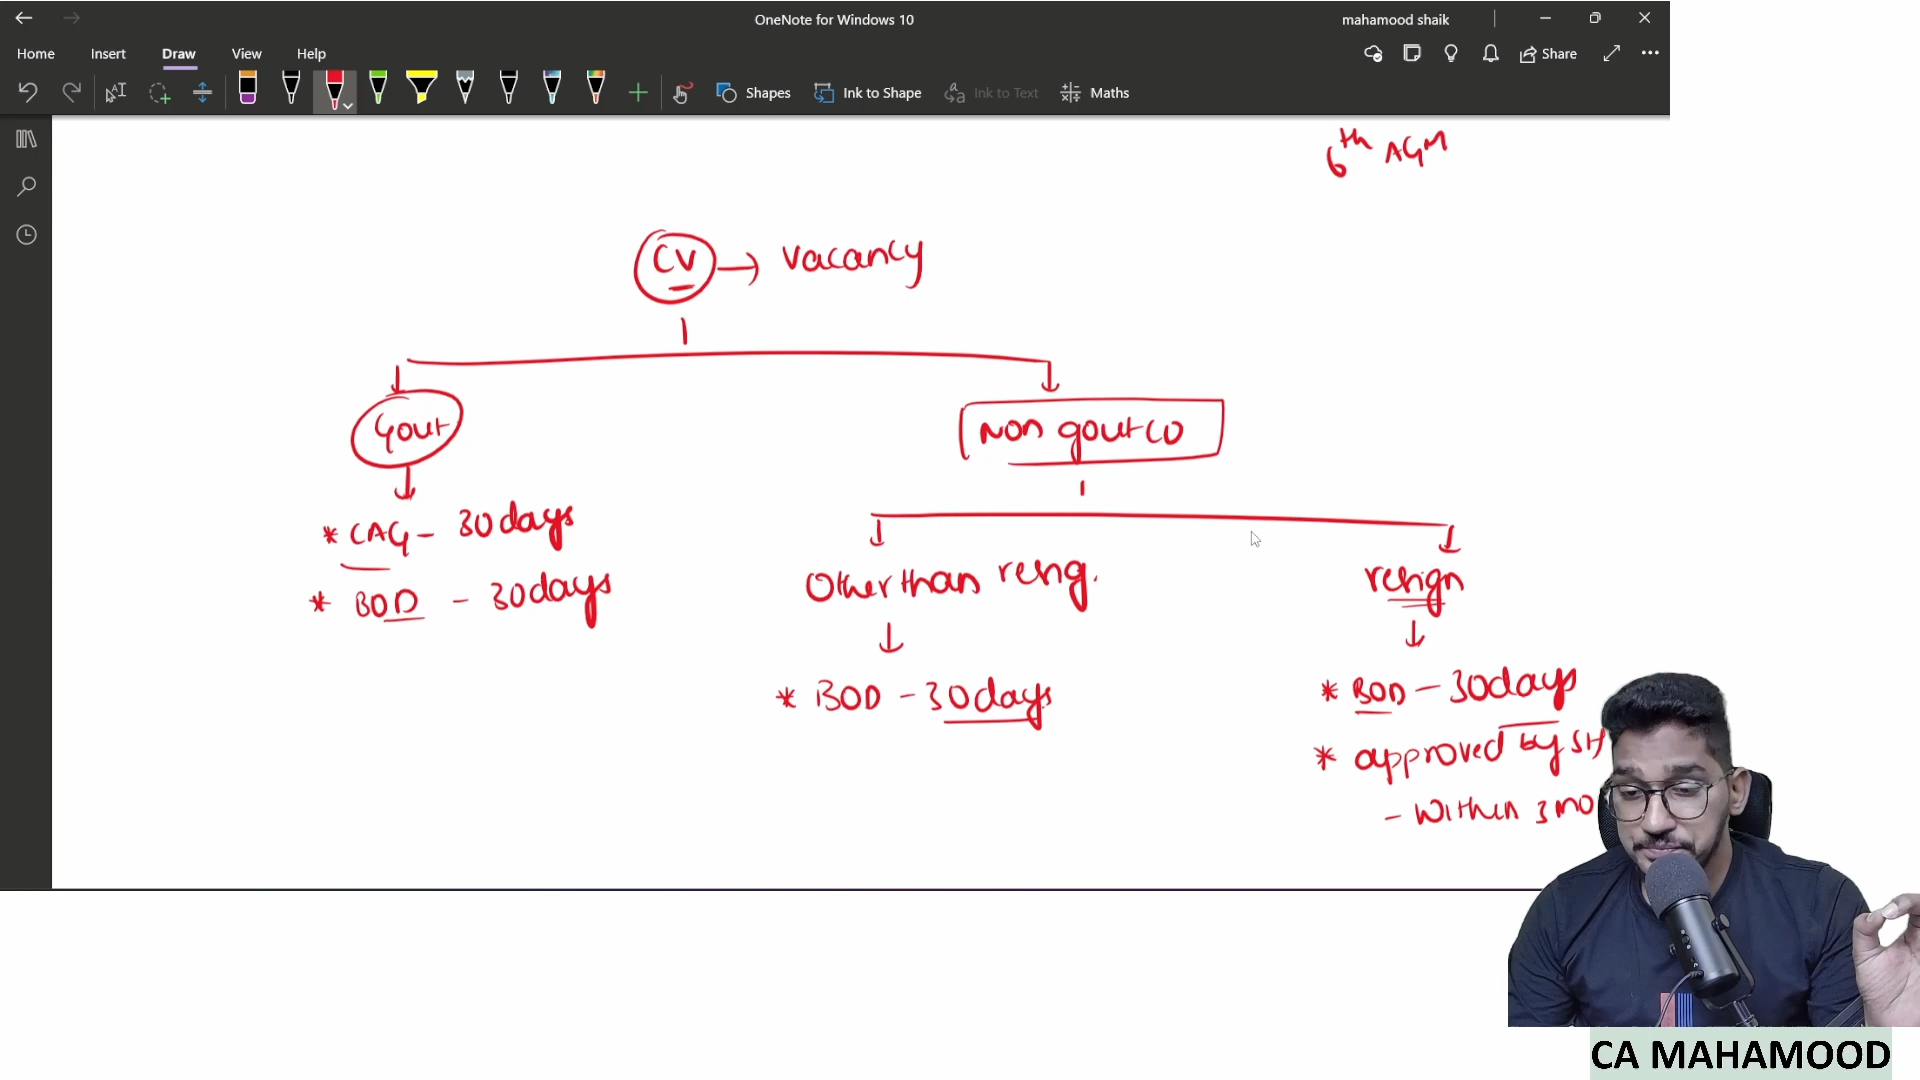 OneNote for Windows 10
mahamood shaik
Home Insert Draw View Help
Share
Shapes Ink to Shape Ink to Text Maths
6th AGM
CV → vacancy
Govt
Non govt co
* CAG - 30 days
* BOD - 30 days
Other than resig.
resign
* BOD - 30 days
* BOD - 30 days
* approved by SH
- within 3 mo
CA MAHAMOOD